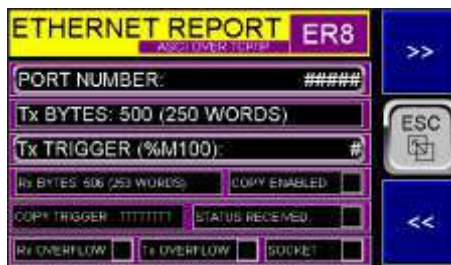 ETHERNET REPORT ER8
ASCII OVER TCP/IP
>>
PORT NUMBER: #####
Tx BYTES: 500 (250 WORDS)
ESC
Tx TRIGGER (%M100): #
Rx BYTES: 506 (253 WORDS) COPY ENABLED
COPY TRIGGER STATUS RECEIVED
<<
Rx OVERFLOW Tx OVERFLOW SOCKET